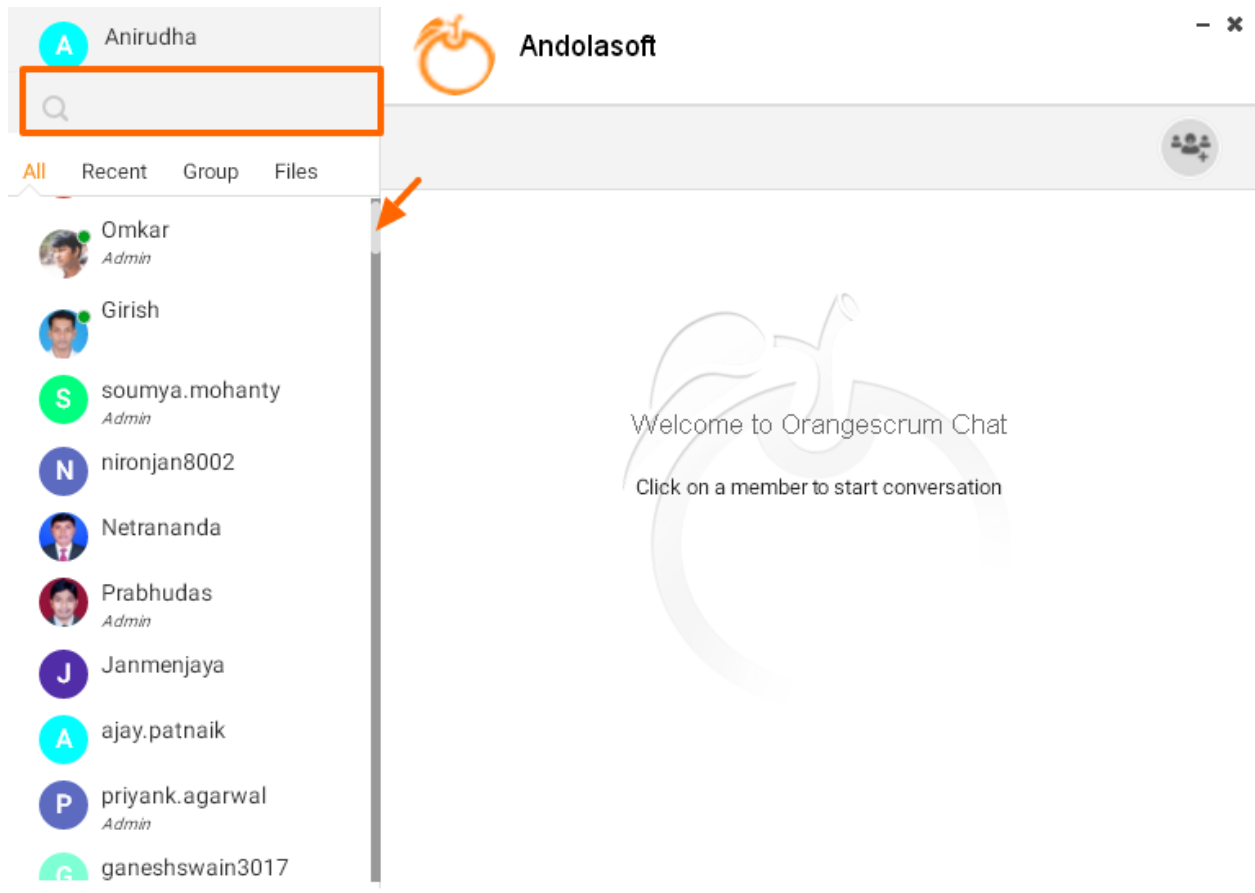 A Anirudha
Andolasoft
All Recent Group Files
Omkar
Admin
Girish
S soumya.mohanty
Admin
N nironjan8002
Netrananda
Prabhudas
Admin
J Janmenjaya
A ajay.patnaik
P priyank.agarwal
Admin
G ganeshswain3017
Welcome to Orangescrum Chat
Click on a member to start conversation